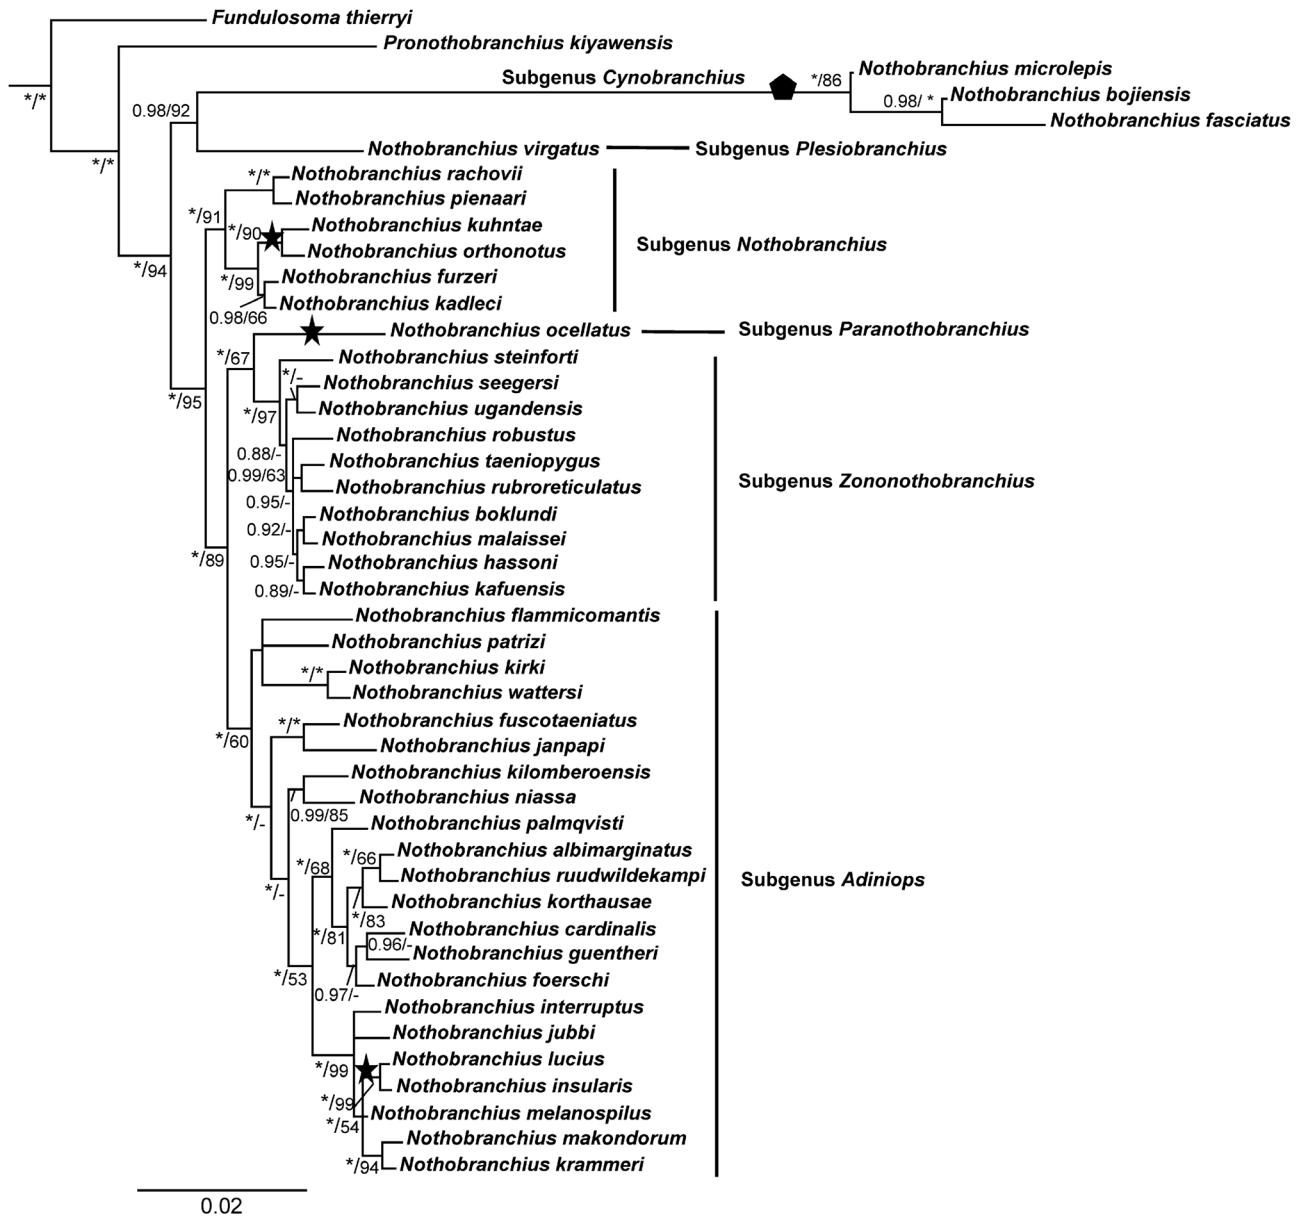 Fundulosoma thierryi
Pronothobranchius kiyawensis
Subgenus Cynobranchius
*/86
Nothobranchius microlepis
0.98/ *
Nothobranchius bojiensis
Nothobranchius fasciatus
*/*
0.98/92
*/*
Nothobranchius virgatus
Subgenus Plesiobranchius
*/*
Nothobranchius rachovii
Nothobranchius pienaari
*/91
*/90
Nothobranchius kuhntae
Nothobranchius orthonotus
Subgenus Nothobranchius
*/94
*/99
Nothobranchius furzeri
Nothobranchius kadleci
0.98/66
Nothobranchius ocellatus
Subgenus Paranothobranchius
*/67
Nothobranchius steinforti
*/-
Nothobranchius seegersi
*/95
*/97
Nothobranchius ugandensis
Nothobranchius robustus
0.88/-
Nothobranchius taeniopygus
0.99/63
Nothobranchius rubroreticulatus
Subgenus Zononothobranchius
0.95/-
Nothobranchius boklundi
0.92/-
Nothobranchius malaissei
*/89
0.95/-
Nothobranchius hassoni
0.89/-
Nothobranchius kafuensis
Nothobranchius flammicomantis
Nothobranchius patrizi
*/*
Nothobranchius kirki
Nothobranchius wattersi
*/*
Nothobranchius fuscotaeniatus
*/60
Nothobranchius janpapi
Nothobranchius kilomberoensis
Nothobranchius niassa
0.99/85
*/-
Nothobranchius palmqvisti
*/66
Nothobranchius albimarginatus
*/68
Nothobranchius ruudwildekampi
Subgenus Adiniops
*/-
Nothobranchius korthausae
*/83
Nothobranchius cardinalis
*/81
0.96/-
Nothobranchius guentheri
*/53
Nothobranchius foerschi
0.97/-
Nothobranchius interruptus
Nothobranchius jubbi
Nothobranchius lucius
*/99
Nothobranchius insularis
*/99
Nothobranchius melanospilus
*/54
Nothobranchius makondorum
*/94
Nothobranchius krammeri
0.02